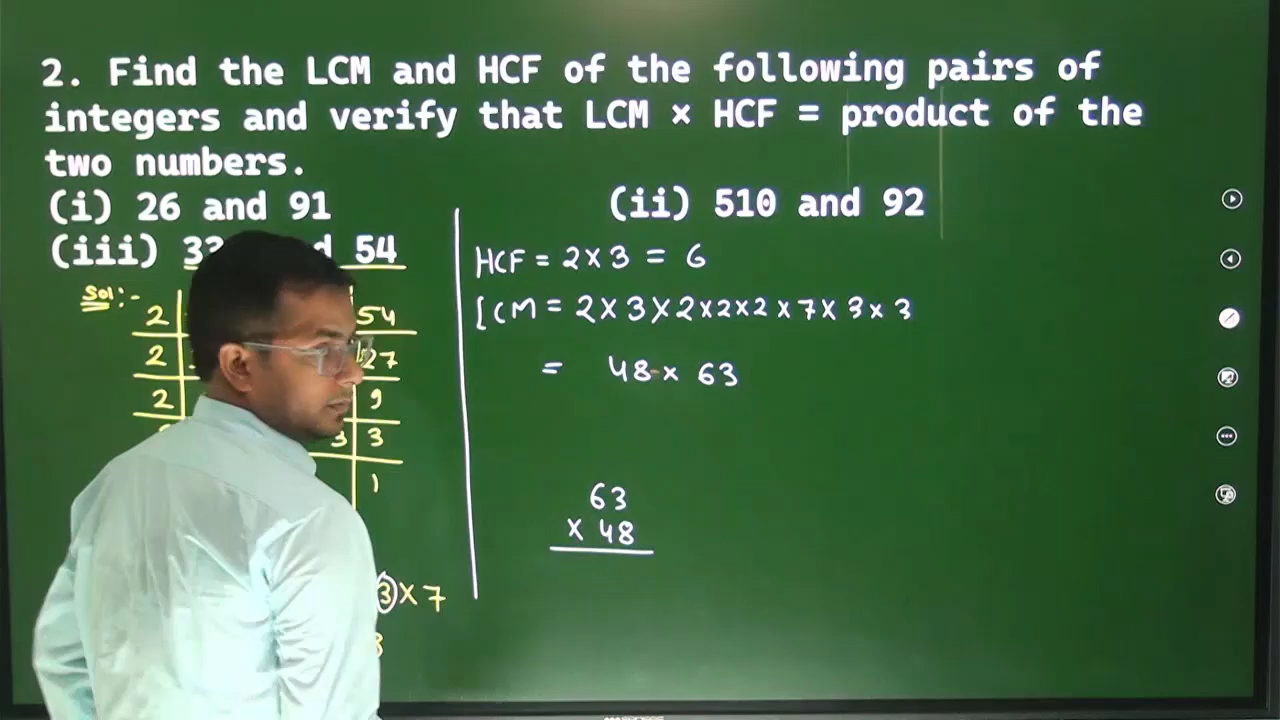 2. Find the LCM and HCF of the following pairs of
integers and verify that LCM × HCF = product of the
two numbers.
(i) 26 and 91
(ii) 510 and 92
(iii) 54
Sol:-
2 54
2 27
2 9
3 3
1
3 × 7
HCF = 2 × 3 = 6
LCM = 2 × 3 × 2 × 2 × 2 × 7 × 3 × 3
= 48 × 63
63
× 48